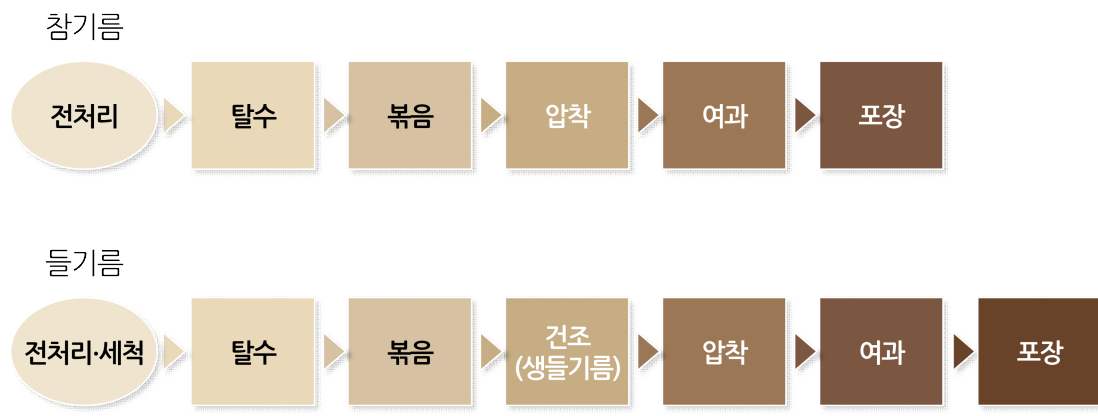 참기름
전처리
탈수
볶음
압착
여과
포장
들기름
전처리·세척
탈수
볶음
건조
(생들기름)
압착
여과
포장